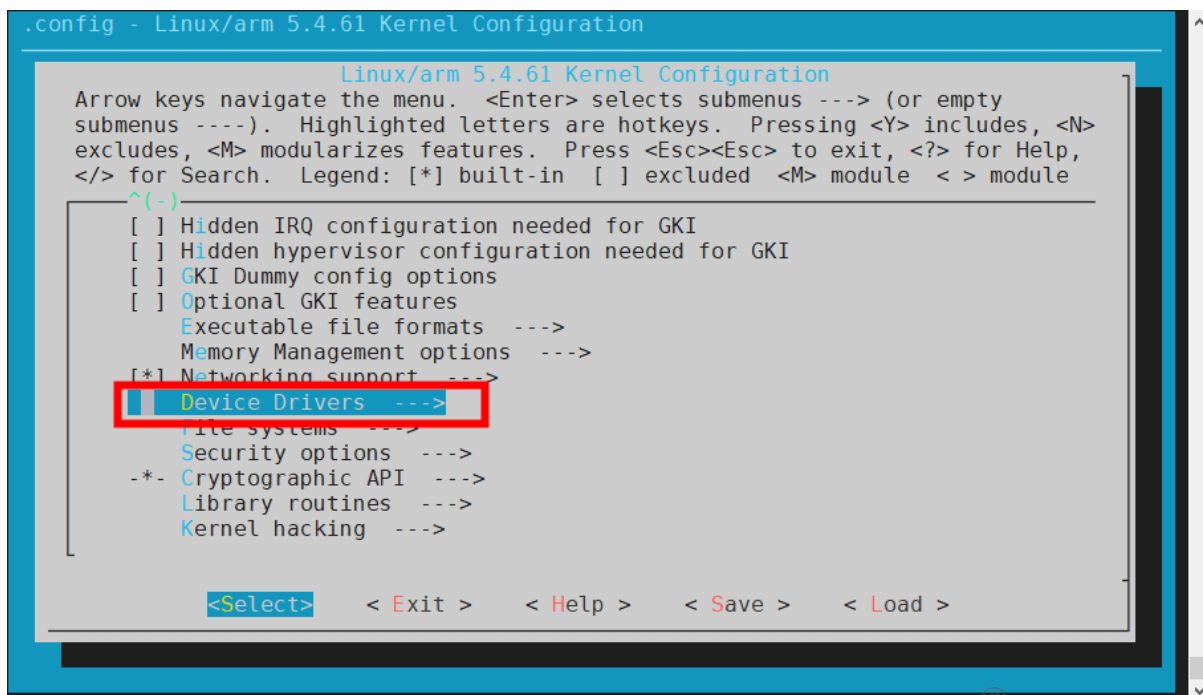 .config - Linux/arm 5.4.61 Kernel Configuration
Linux/arm 5.4.61 Kernel Configuration
Arrow keys navigate the menu.  <Enter> selects submenus ---> (or empty
submenus ----).  Highlighted letters are hotkeys.  Pressing <Y> includes, <N>
excludes, <M> modularizes features.  Press <Esc><Esc> to exit, <?> for Help,
</> for Search.  Legend: [*] built-in  [ ] excluded  <M> module  < > module
^(-)
[ ] Hidden IRQ configuration needed for GKI
[ ] Hidden hypervisor configuration needed for GKI
[ ] GKI Dummy config options
[ ] Optional GKI features
Executable file formats  --->
Memory Management options  --->
[*] Networking support  --->
Device Drivers  --->
File systems  --->
Security options  --->
-*- Cryptographic API  --->
Library routines  --->
Kernel hacking  --->
<Select>    < Exit >    < Help >    < Save >    < Load >